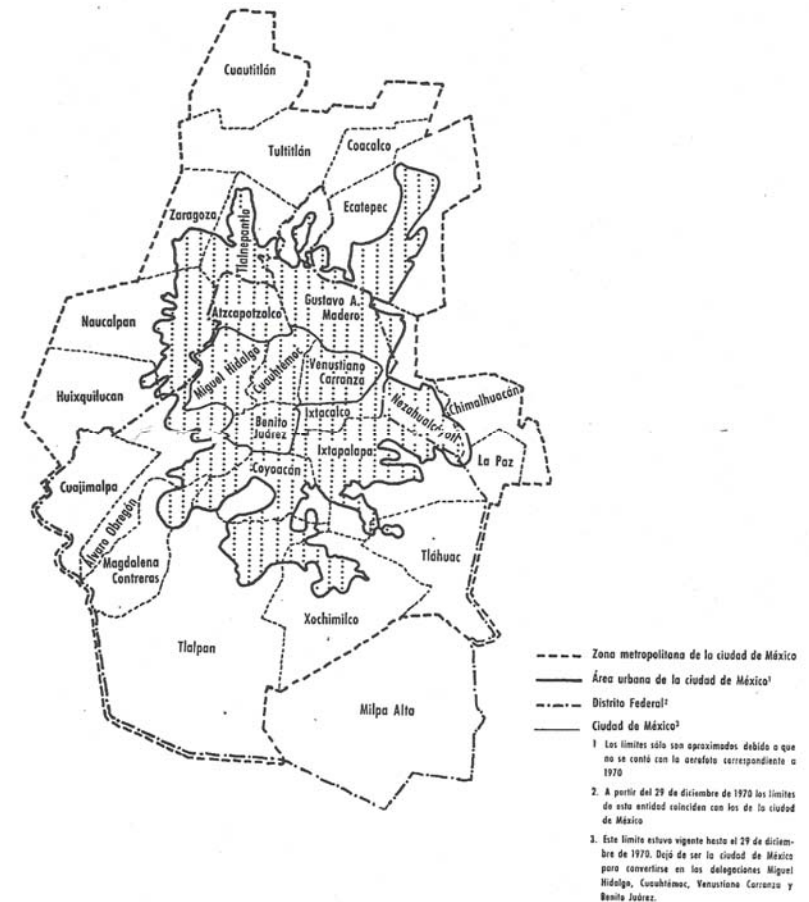 Cuautitlán
Tultitlán
Coacalco
Ecatepec
Zaragoza
Tlalnepantla
Gustavo A.
Madero
Atzcapotzalco
Naucalpan
Miguel Hidalgo
Cuauhtémoc
Venustiano
Carranza
Huixquilucan
Nezahualcóyotl
Chimalhuacán
Benito
Juárez
Ixtacalco
Ixtapalapa
La Paz
Coyoacán
Cuajimalpa
Alvaro Obregón
Magdalena
Contreras
Tláhuac
Xochimilco
Tlalpan
Milpa Alta
Zona metropolitana de la ciudad de México
Área urbana de la ciudad de México¹
Distrito Federal²
Ciudad de México³
1 Los límites sólo son aproximados debido a que
no se contó con la aerofoto correspondiente a
1970
2. A partir del 29 de diciembre de 1970 los límites
de esta entidad coinciden con los de la ciudad
de México
3. Este límite estuvo vigente hasta el 29 de diciem-
bre de 1970. Dejó de ser la ciudad de México
para convertirse en las delegaciones Miguel
Hidalgo, Cuauhtémoc, Venustiano Carranza y
Benito Juárez.